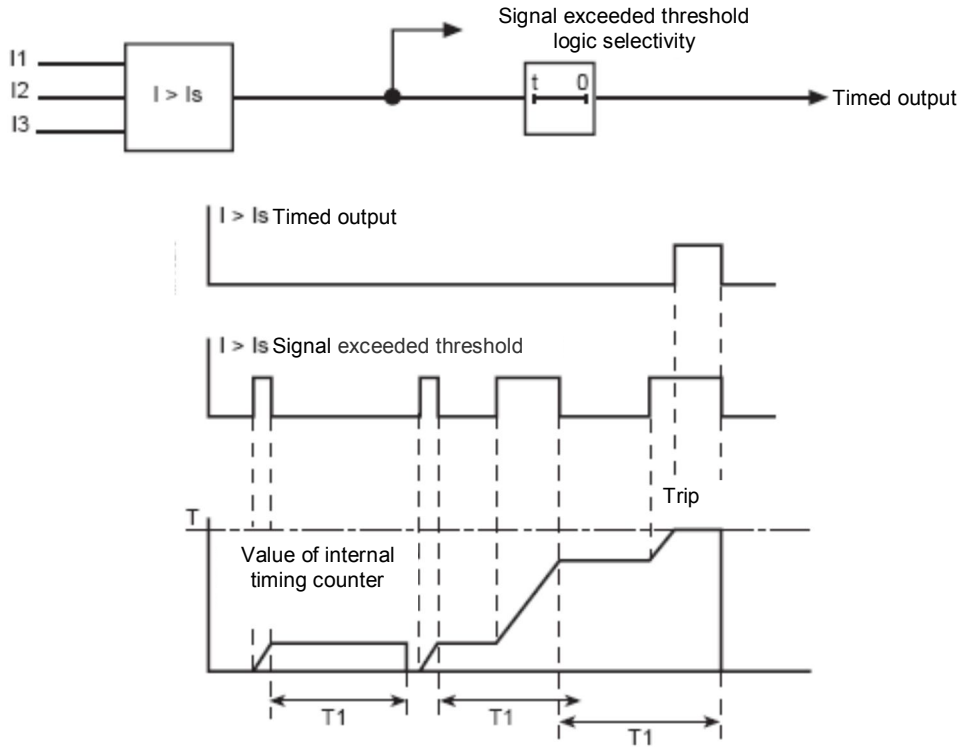 Signal exceeded threshold
logic selectivity
I1
I2
I3
I > Is
t 0
Timed output
I > Is Timed output
I > Is Signal exceeded threshold
Trip
T
Value of internal
timing counter
T1
T1
T1